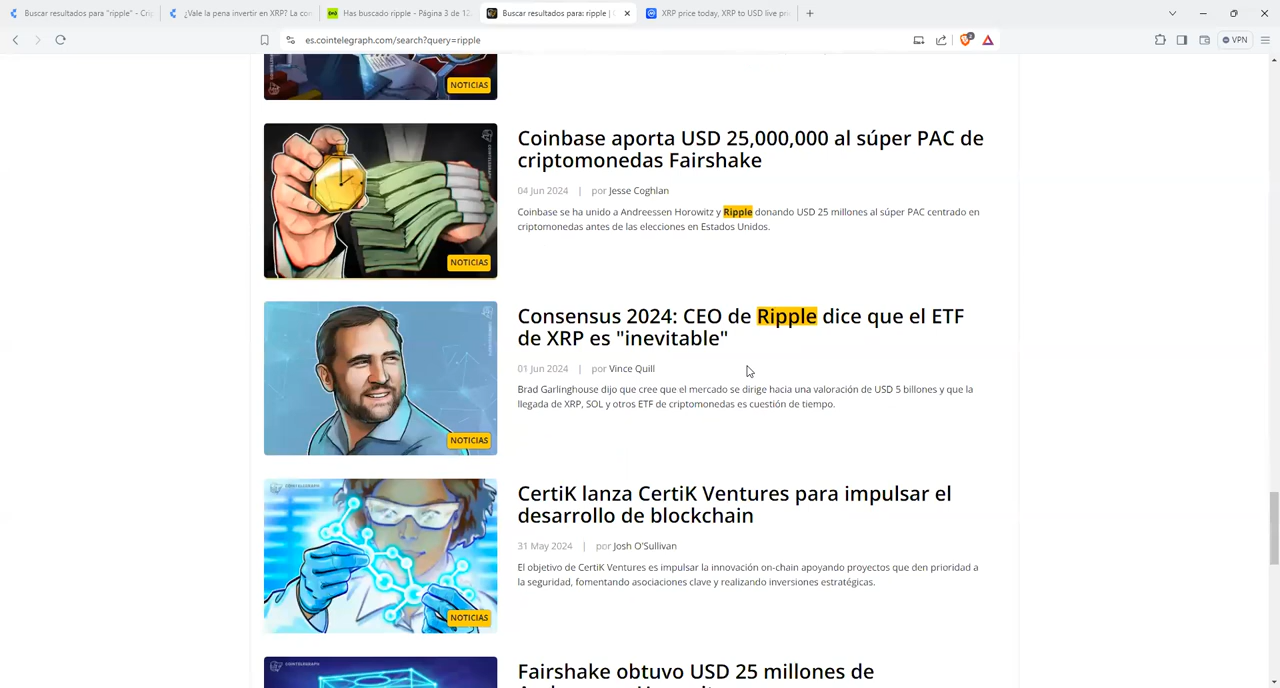 Buscar resultados para "ripple" - Cri
¿Vale la pena invertir en XRP? La co
Has buscado ripple - Página 3 de 12
Buscar resultados para: ripple |
XRP price today, XRP to USD live pri
es.cointelegraph.com/search?query=ripple
2
VPN
NOTICIAS
Coinbase aporta USD 25,000,000 al súper PAC de
criptomonedas Fairshake
04 Jun 2024 | por Jesse Coghlan
Coinbase se ha unido a Andreessen Horowitz y Ripple donando USD 25 millones al súper PAC centrado en
criptomonedas antes de las elecciones en Estados Unidos.
NOTICIAS
Consensus 2024: CEO de Ripple dice que el ETF
de XRP es "inevitable"
01 Jun 2024 | por Vince Quill
Brad Garlinghouse dijo que cree que el mercado se dirige hacia una valoración de USD 5 billones y que la
llegada de XRP, SOL y otros ETF de criptomonedas es cuestión de tiempo.
NOTICIAS
COINTELEGRAPH
CertiK lanza CertiK Ventures para impulsar el
desarrollo de blockchain
31 May 2024 | por Josh O'Sullivan
El objetivo de CertiK Ventures es impulsar la innovación on-chain apoyando proyectos que den prioridad a
la seguridad, fomentando asociaciones clave y realizando inversiones estratégicas.
NOTICIAS
COINTELEGRAPH
Fairshake obtuvo USD 25 millones de